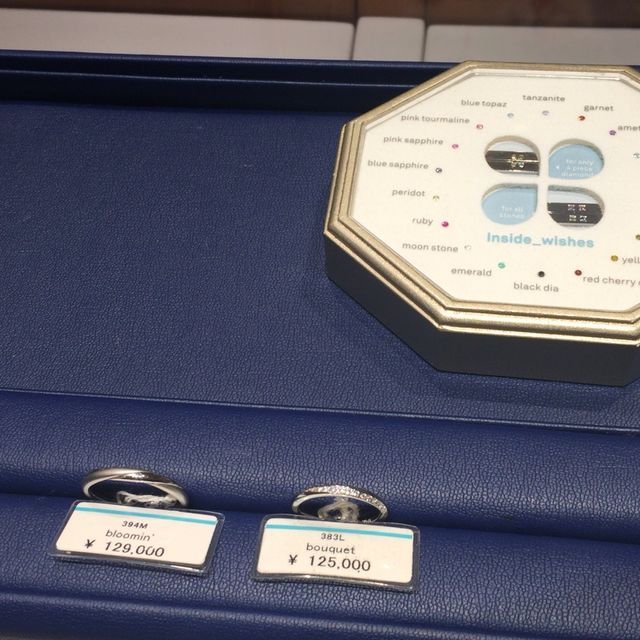 tanzanite
blue topaz
garnet
pink tourmaline
pink sapphire
blue sapphire
peridot
ruby
moon stone
emerald
black dia
red cherry
for only
4 piece
diamond
for all
stones
inside_wishes
394M
bloomin'
¥ 129,000
383L
bouquet
¥ 125,000